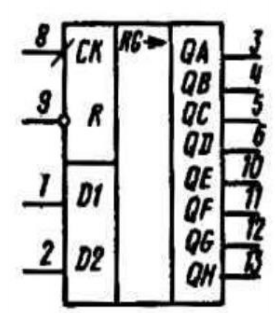 8 CK RG→ QA 3
QB 4
9 R QC 5
QD 6
QE 10
1 D1 QF 11
QG 12
2 D2 QH 13